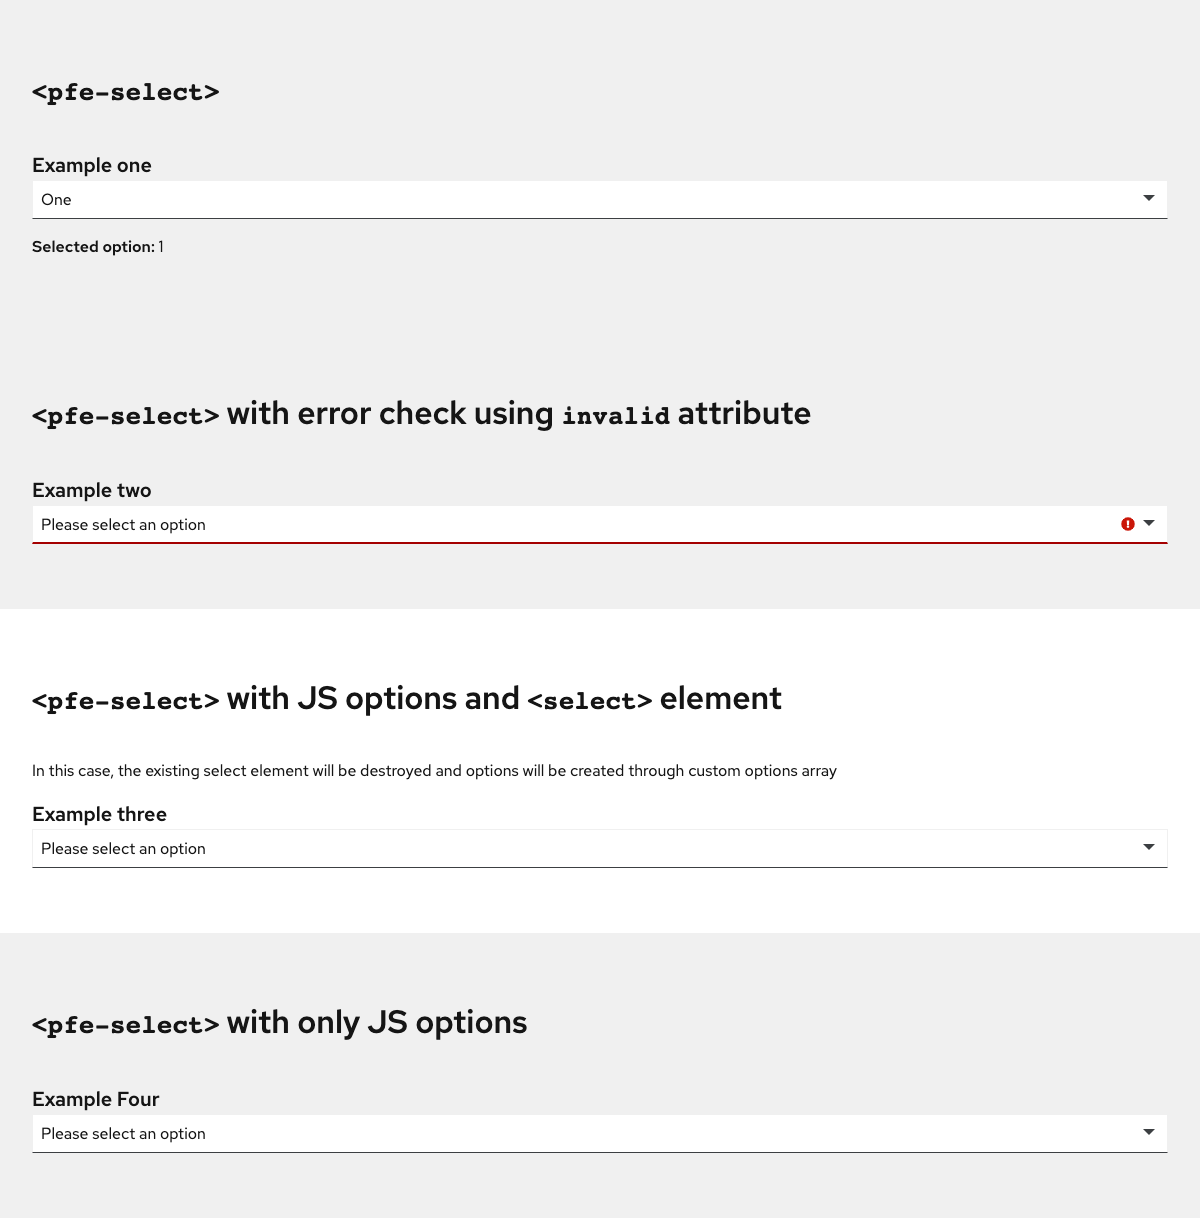 <pfe-select>
Example one
One
Selected option: 1
<pfe-select> with error check using invalid attribute
Example two
Please select an option
<pfe-select> with JS options and <select> element
In this case, the existing select element will be destroyed and options will be created through custom options array
Example three
Please select an option
<pfe-select> with only JS options
Example Four
Please select an option